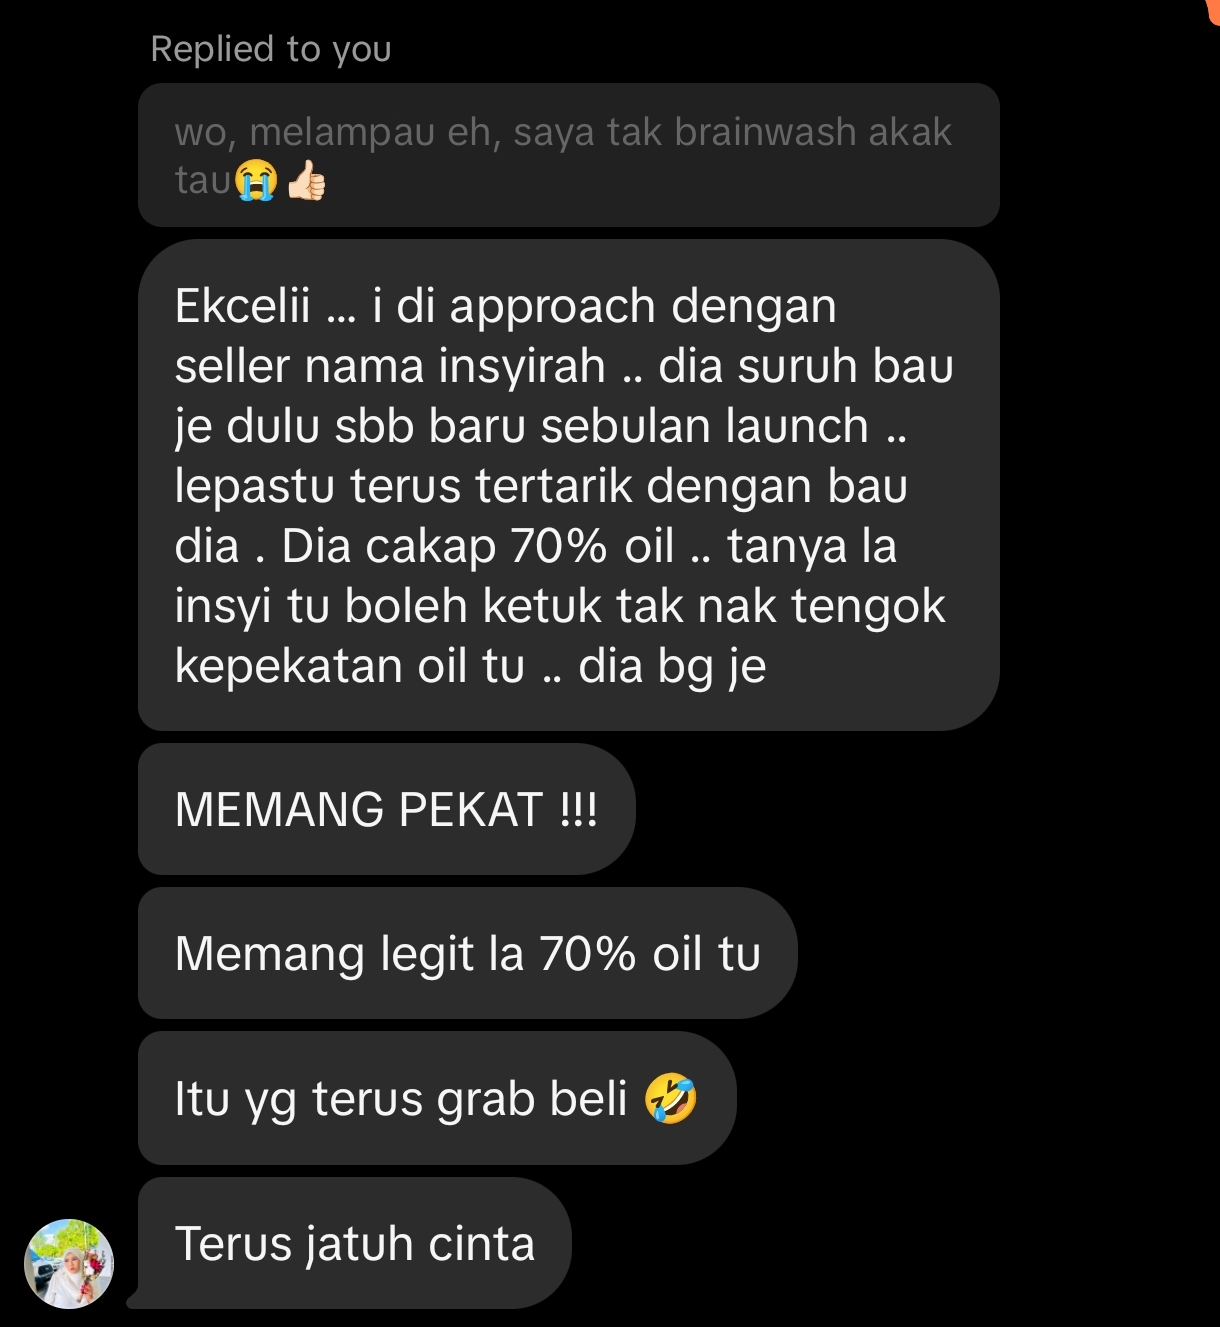 Replied to you
wo, melampau eh, saya tak brainwash akak
tau😭👍🏻
Ekcelii ... i di approach dengan
seller nama insyirah .. dia suruh bau
je dulu sbb baru sebulan launch ..
lepastu terus tertarik dengan bau
dia . Dia cakap 70% oil .. tanya la
insyi tu boleh ketuk tak nak tengok
kepekatan oil tu .. dia bg je
MEMANG PEKAT !!!
Memang legit la 70% oil tu
Itu yg terus grab beli 🤣
Terus jatuh cinta